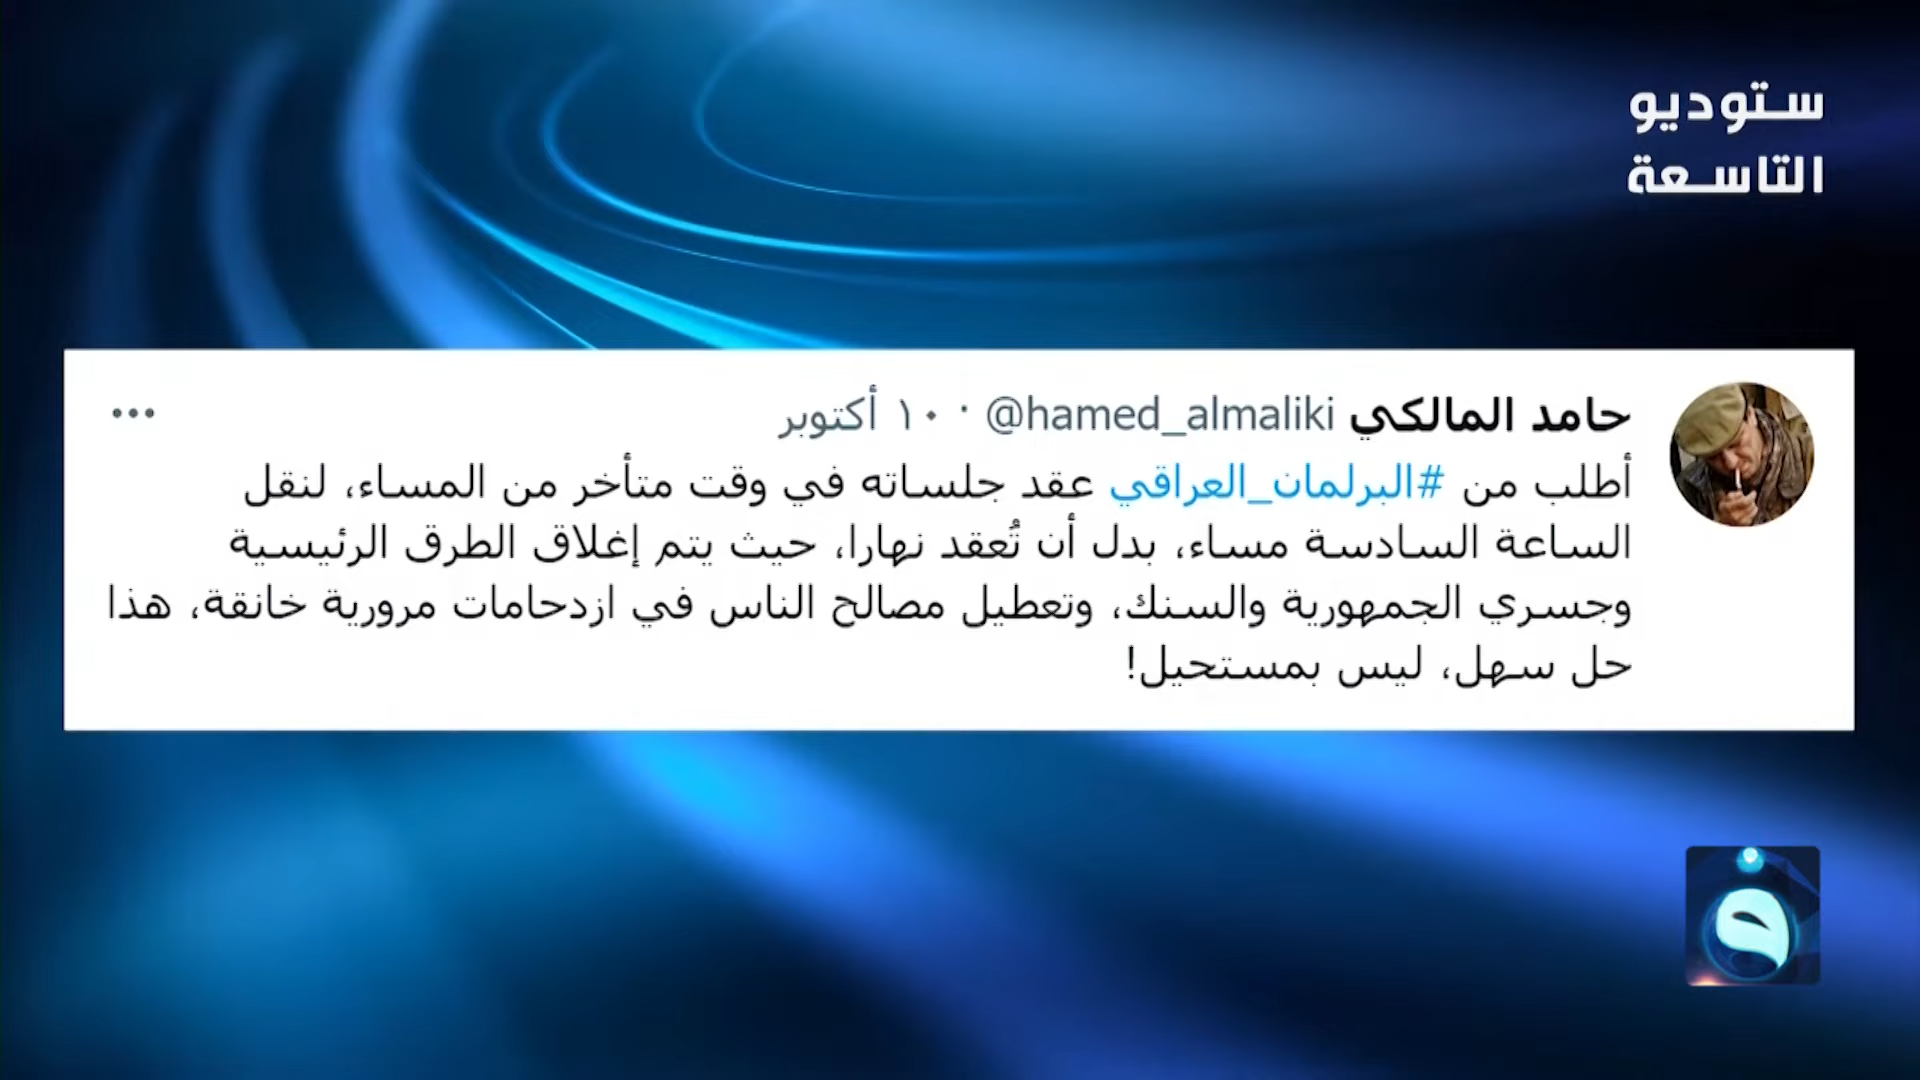 ستوديو
التاسعة
حامد المالكي @hamed_almaliki · ١٠ أكتوبر
أطلب من #البرلمان_العراقي عقد جلساته في وقت متأخر من المساء، لنقل
الساعة السادسة مساء، بدل أن تُعقد نهارا، حيث يتم إغلاق الطرق الرئيسية
وجسري الجمهورية والسنك، وتعطيل مصالح الناس في ازدحامات مرورية خانقة، هذا
حل سهل، ليس بمستحيل!